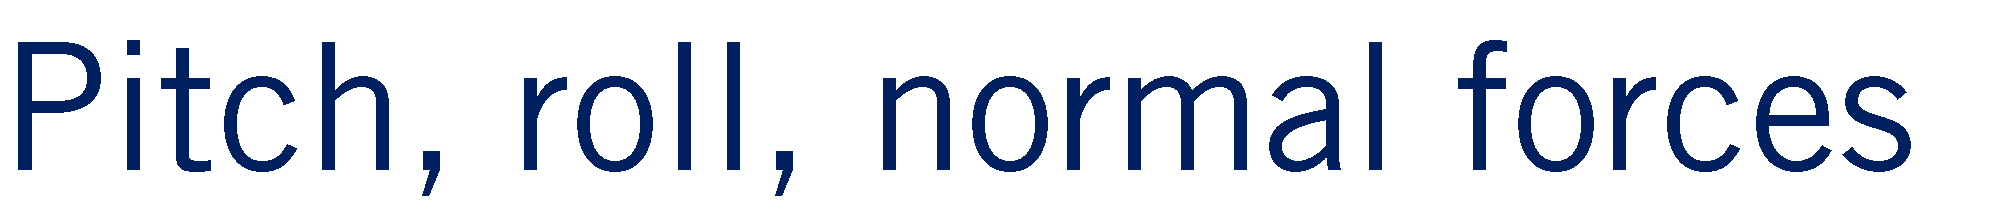 Pitch, roll, normal forces